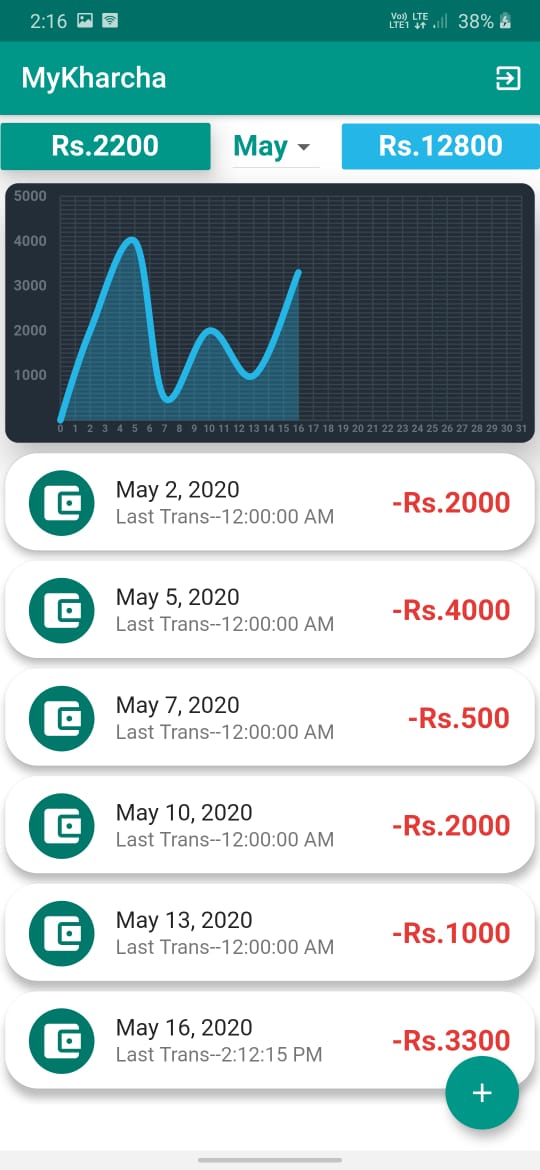 2:16 Vo) LTE LTE1 38%
MyKharcha
Rs.2200 May Rs.12800
5000
4000
3000
2000
1000
0 1 2 3 4 5 6 7 8 9 10 11 12 13 14 15 16 17 18 19 20 21 22 23 24 25 26 27 28 29 30 31
May 2, 2020
Last Trans--12:00:00 AM
-Rs.2000
May 5, 2020
Last Trans--12:00:00 AM
-Rs.4000
May 7, 2020
Last Trans--12:00:00 AM
-Rs.500
May 10, 2020
Last Trans--12:00:00 AM
-Rs.2000
May 13, 2020
Last Trans--12:00:00 AM
-Rs.1000
May 16, 2020
Last Trans--2:12:15 PM
-Rs.3300
+